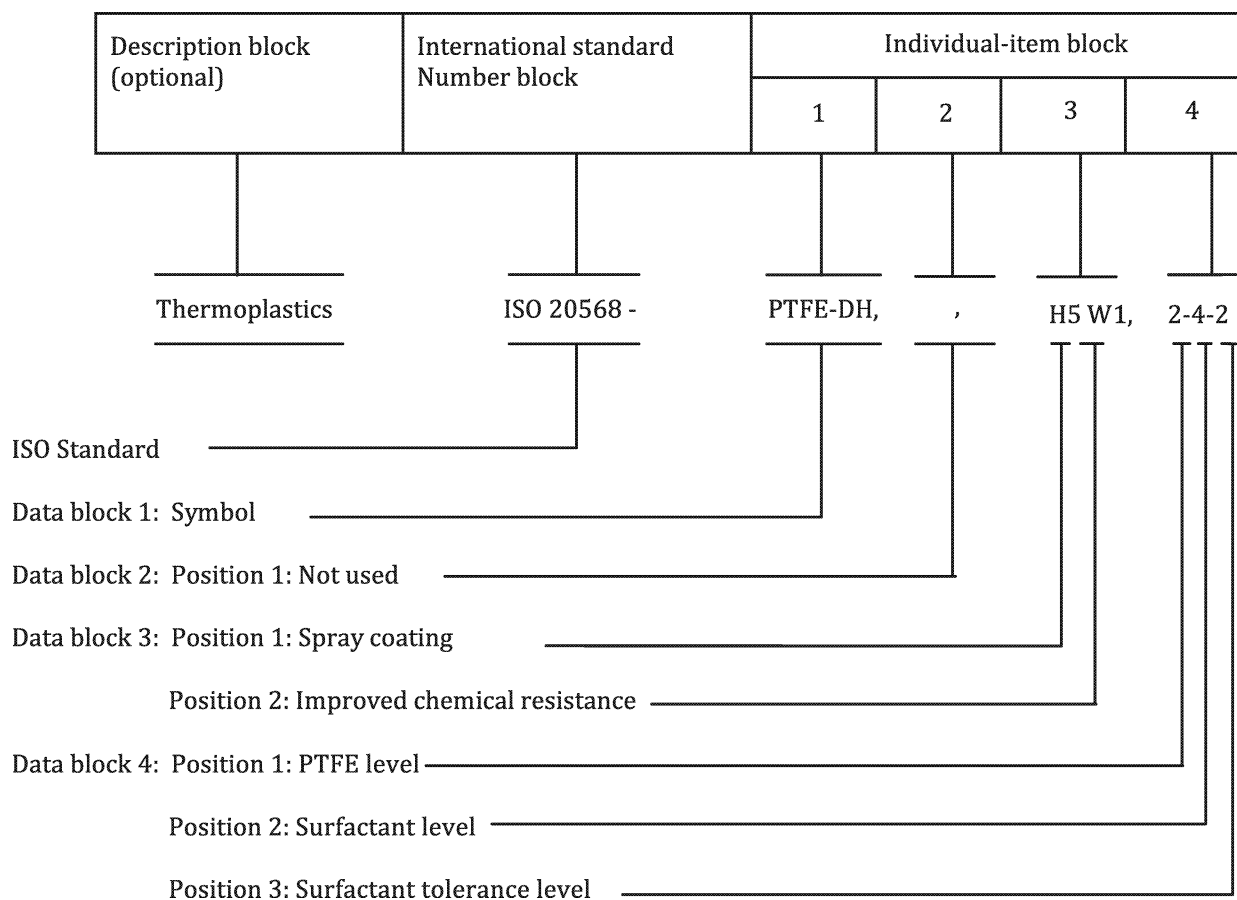 Description block
(optional)
International standard
Number block
Individual-item block
1 2 3 4
Thermoplastics ISO 20568 - PTFE-DH, , H5 W1, 2-4-2
ISO Standard
Data block 1: Symbol
Data block 2: Position 1: Not used
Data block 3: Position 1: Spray coating
Position 2: Improved chemical resistance
Data block 4: Position 1: PTFE level
Position 2: Surfactant level
Position 3: Surfactant tolerance level